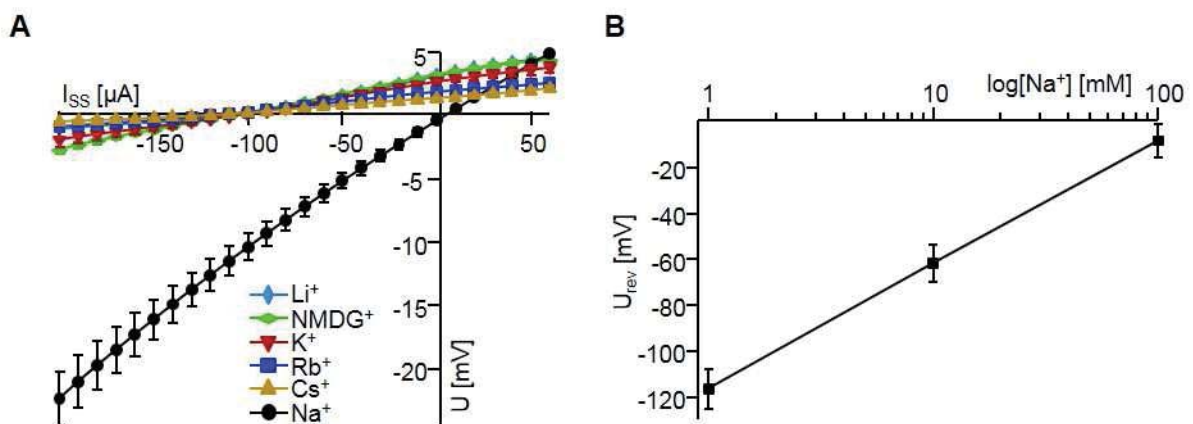 A
B
5
I_SS [µA]
-150
-100
-50
50
-5
-10
-15
-20
U [mV]
Li⁺
NMDG⁺
K⁺
Rb⁺
Cs⁺
Na⁺
log[Na⁺] [mM]
1
10
100
-20
-40
-60
-80
-100
-120
U_rev [mV]